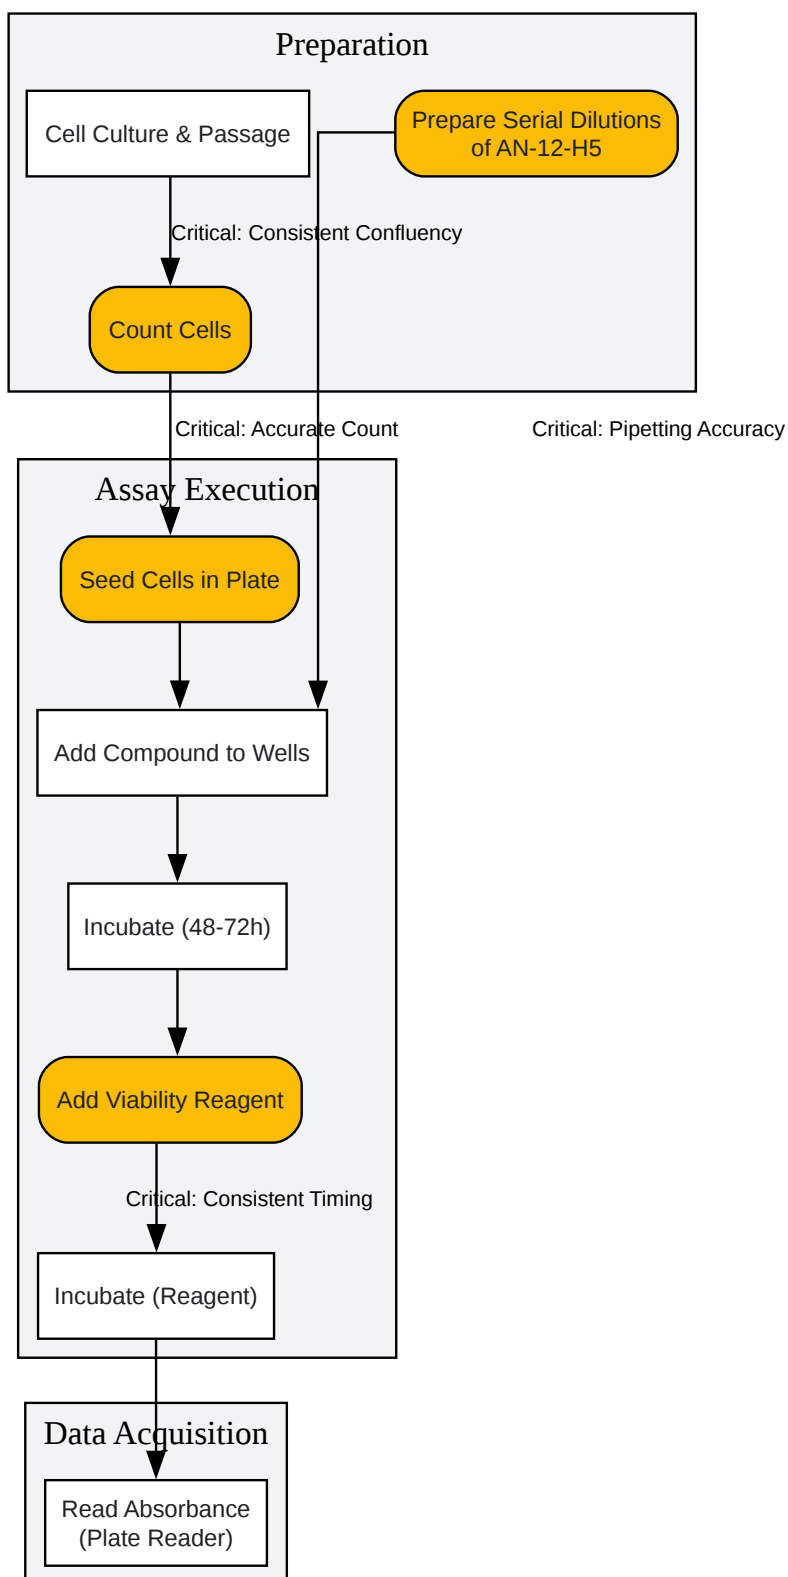 Preparation
Cell Culture & Passage
Prepare Serial Dilutions
of AN-12-H5
Critical: Consistent Confluency
Count Cells
Critical: Accurate Count
Critical: Pipetting Accuracy
Assay Execution
Seed Cells in Plate
Add Compound to Wells
Incubate (48-72h)
Add Viability Reagent
Critical: Consistent Timing
Incubate (Reagent)
Data Acquisition
Read Absorbance
(Plate Reader)